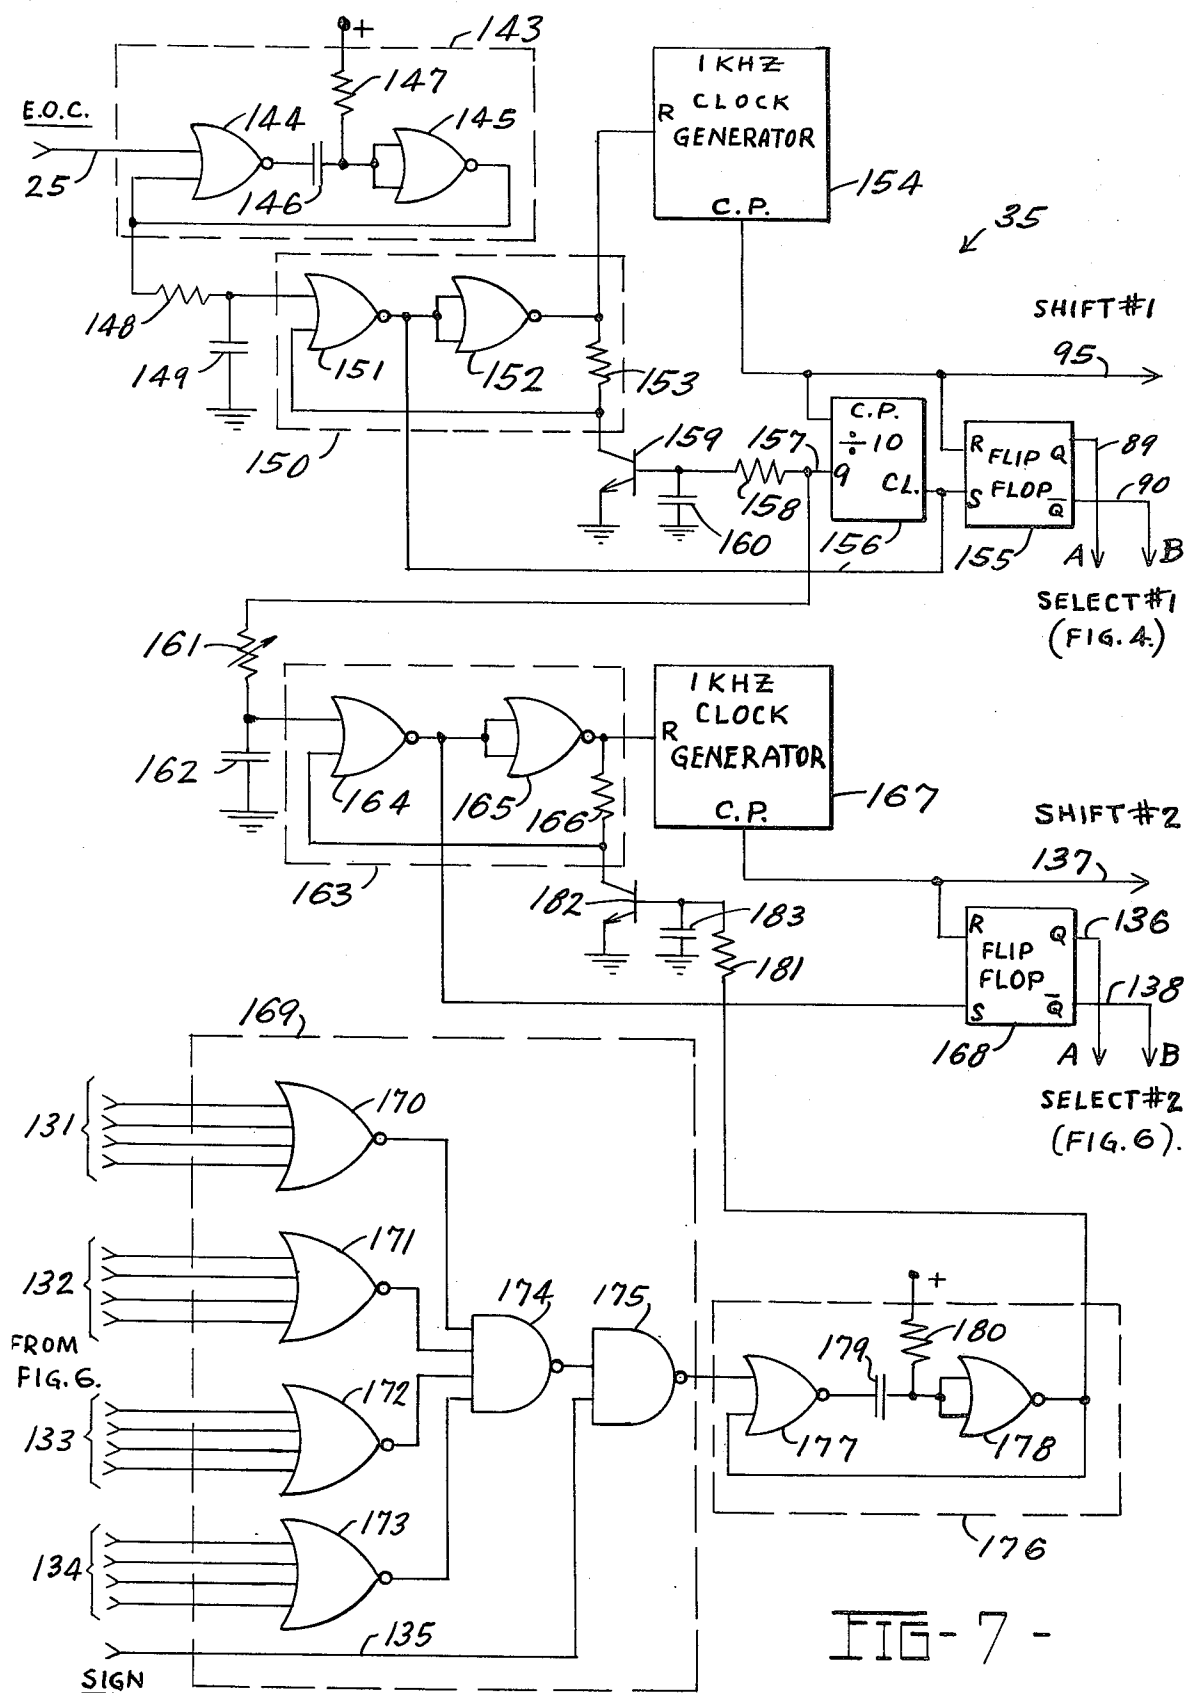 143
+
147
E.O.C.
144
145
25
146
1 KHZ
CLOCK
R
GENERATOR
C.P.
154
35
148
149
151
152
153
150
SHIFT #1
95
159
157
158
160
C.P.
÷10
9
CL.
156
R FLIP Q
FLOP
S Q̅
155
89
90
A
B
SELECT #1
(FIG. 4.)
161
162
164
165
166
163
1 KHZ
CLOCK
R
GENERATOR
C.P.
167
SHIFT #2
137
182
183
181
R Q
FLIP
FLOP
S Q̅
168
136
138
A
B
SELECT #2
(FIG. 6).
169
131
170
132
171
FROM
FIG. 6.
174
175
133
172
179
+
180
177
178
134
173
176
135
SIGN
FIG-7-